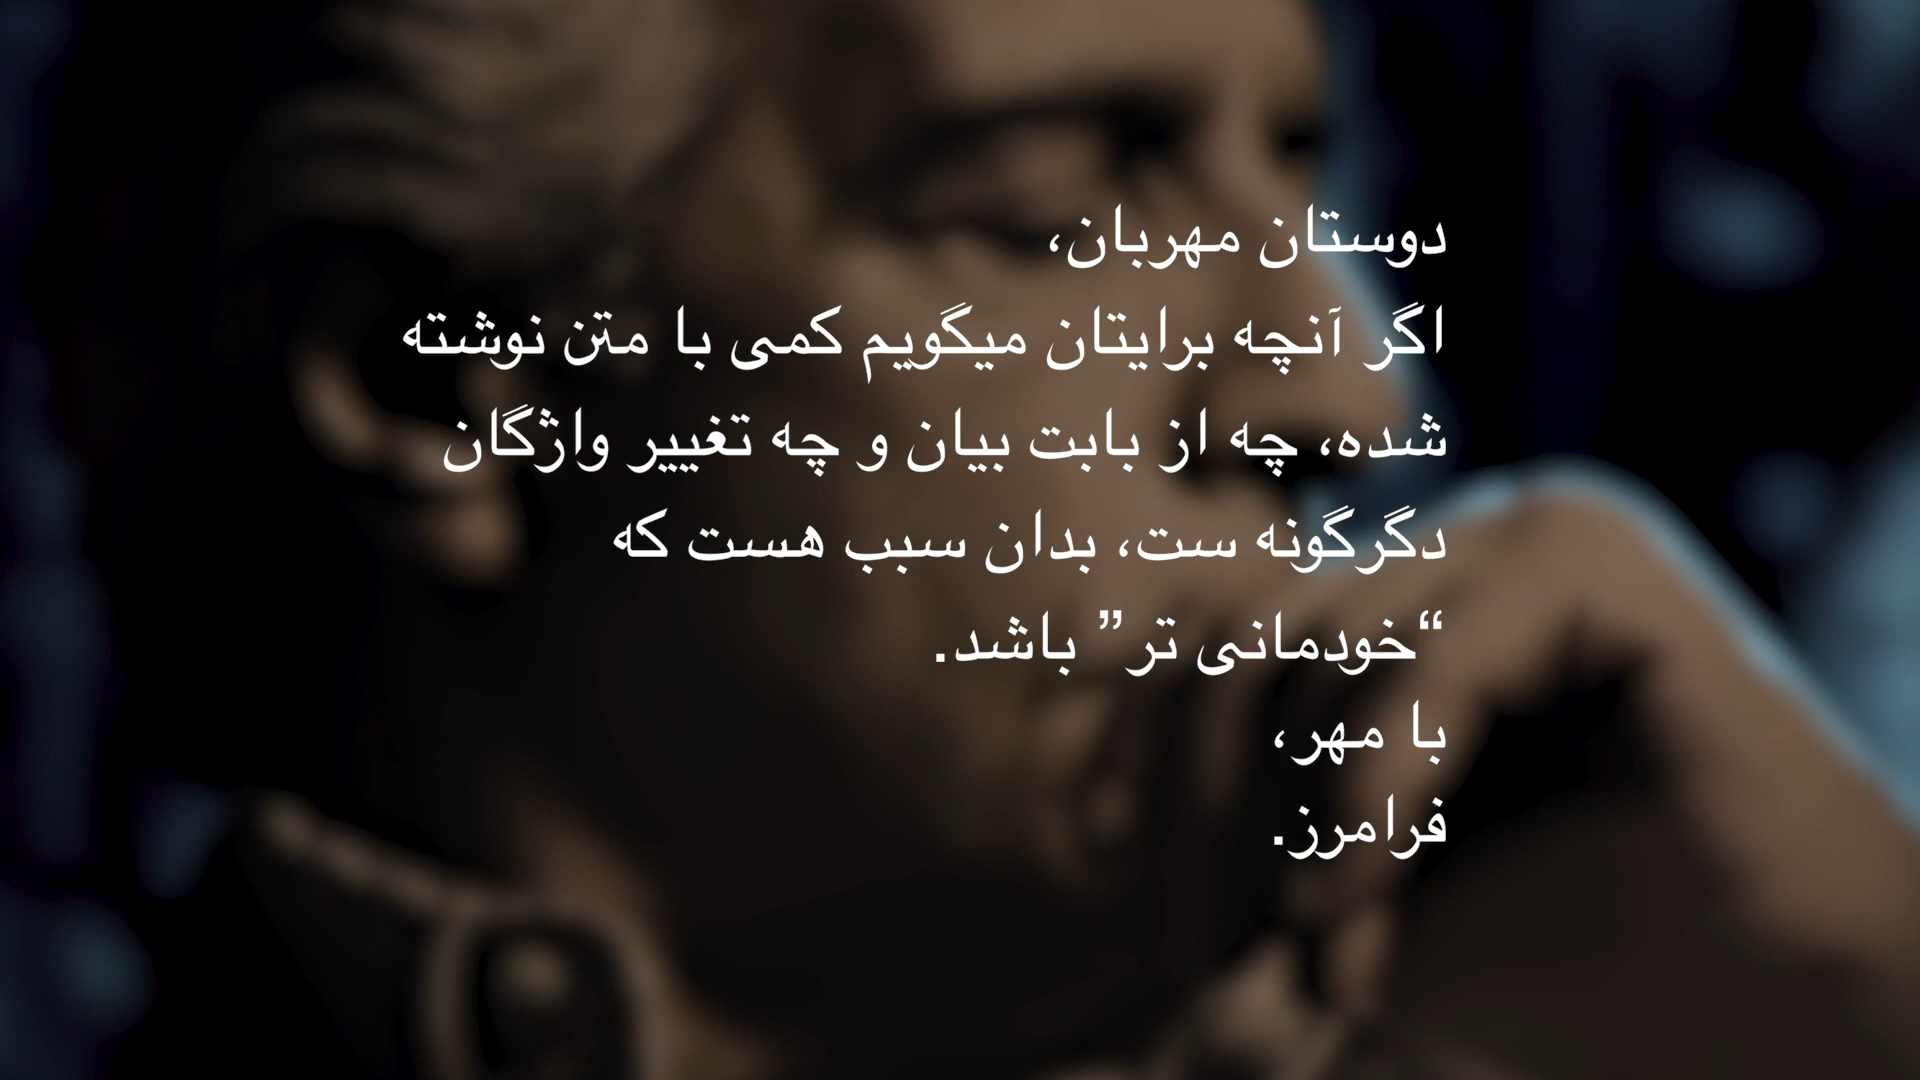 دوستان مهربان،
اگر آنچه برایتان میگویم کمی با متن نوشته
شده، چه از بابت بیان و چه تغییر واژگان
دگرگونه ست، بدان سبب هست که
“خودمانی تر” باشد.
با مهر،
فرامرز.